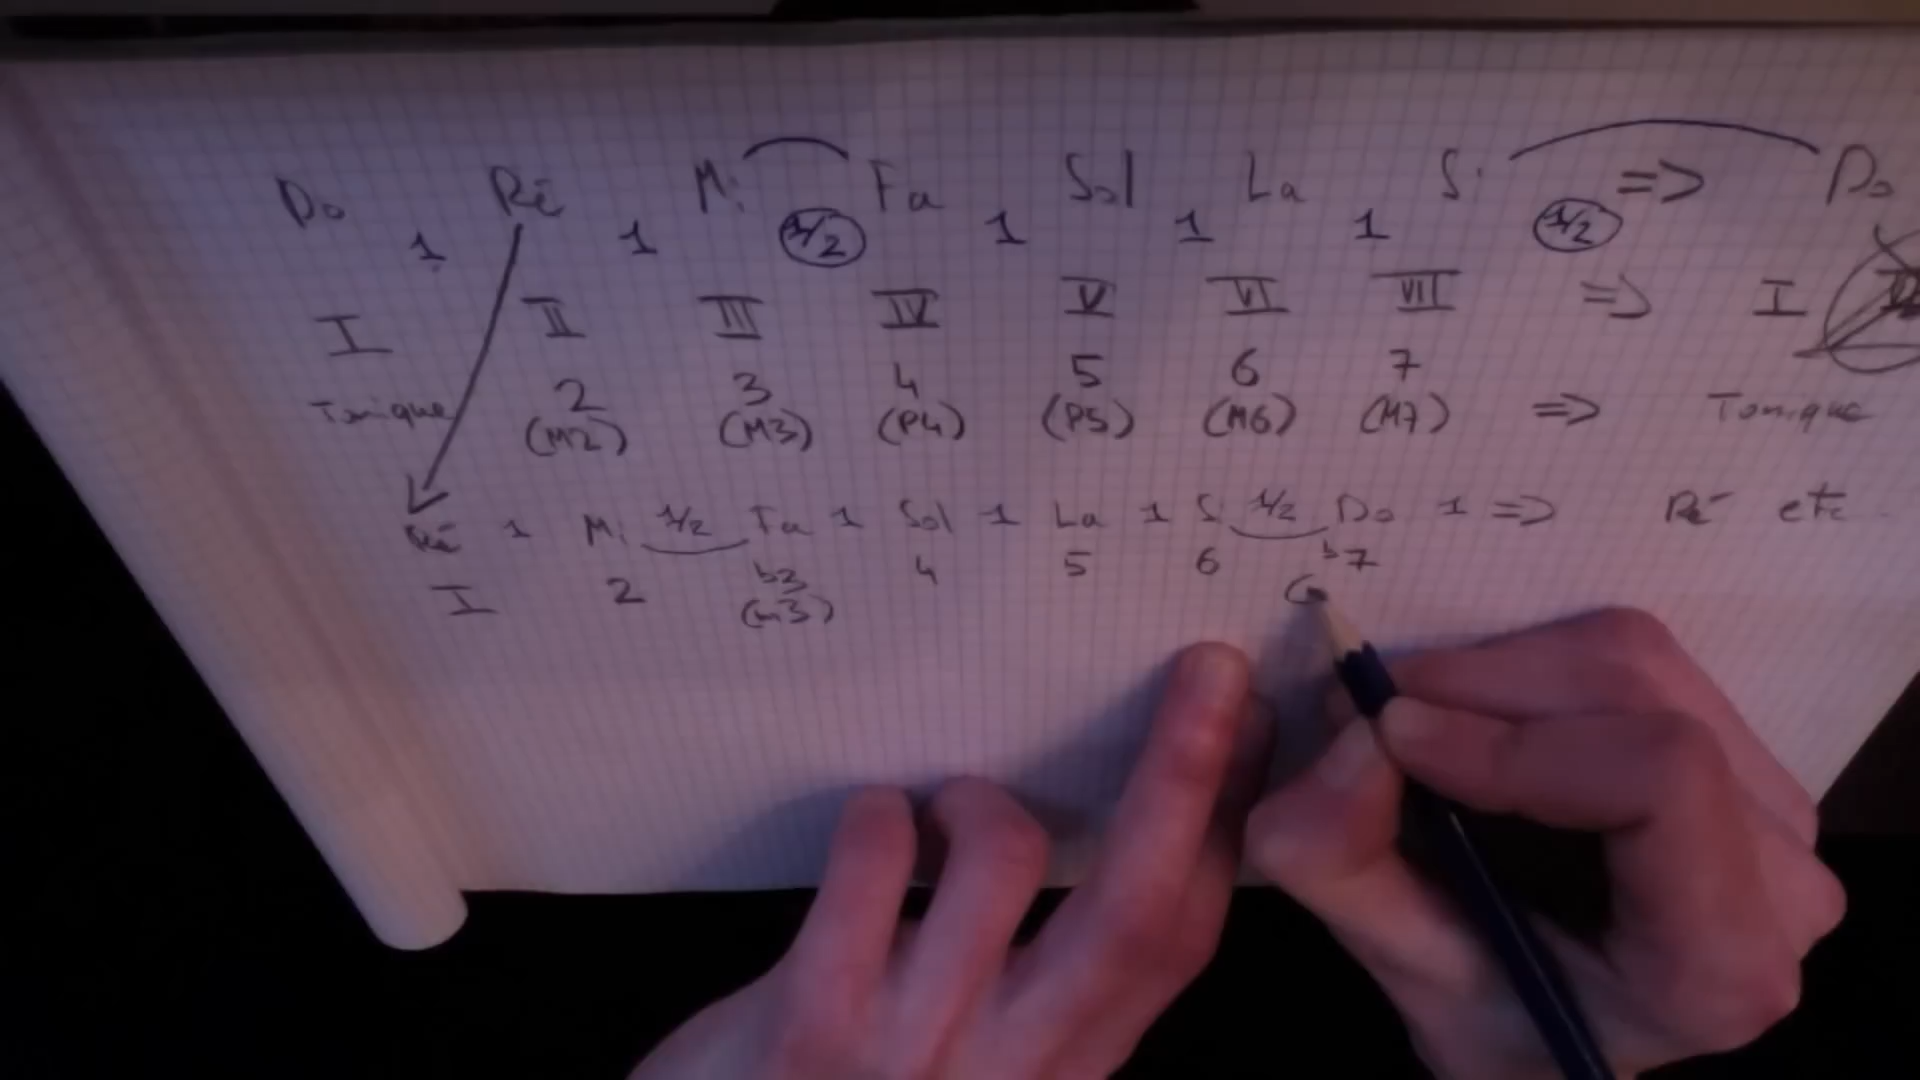 Do Ré Mi Fa Sol La Si => Do
1 1 1/2 1 1 1 1/2
I II III IV V VI VII => I
2 3 4 5 6 7
Tonique (M2) (M3) (P4) (P5) (M6) (M7) => Tonique
Ré 1 Mi 1/2 Fa 1 Sol 1 La 1 Si 1/2 Do 1 => Ré etc
I 2 b3 4 5 6 b7
(m3)